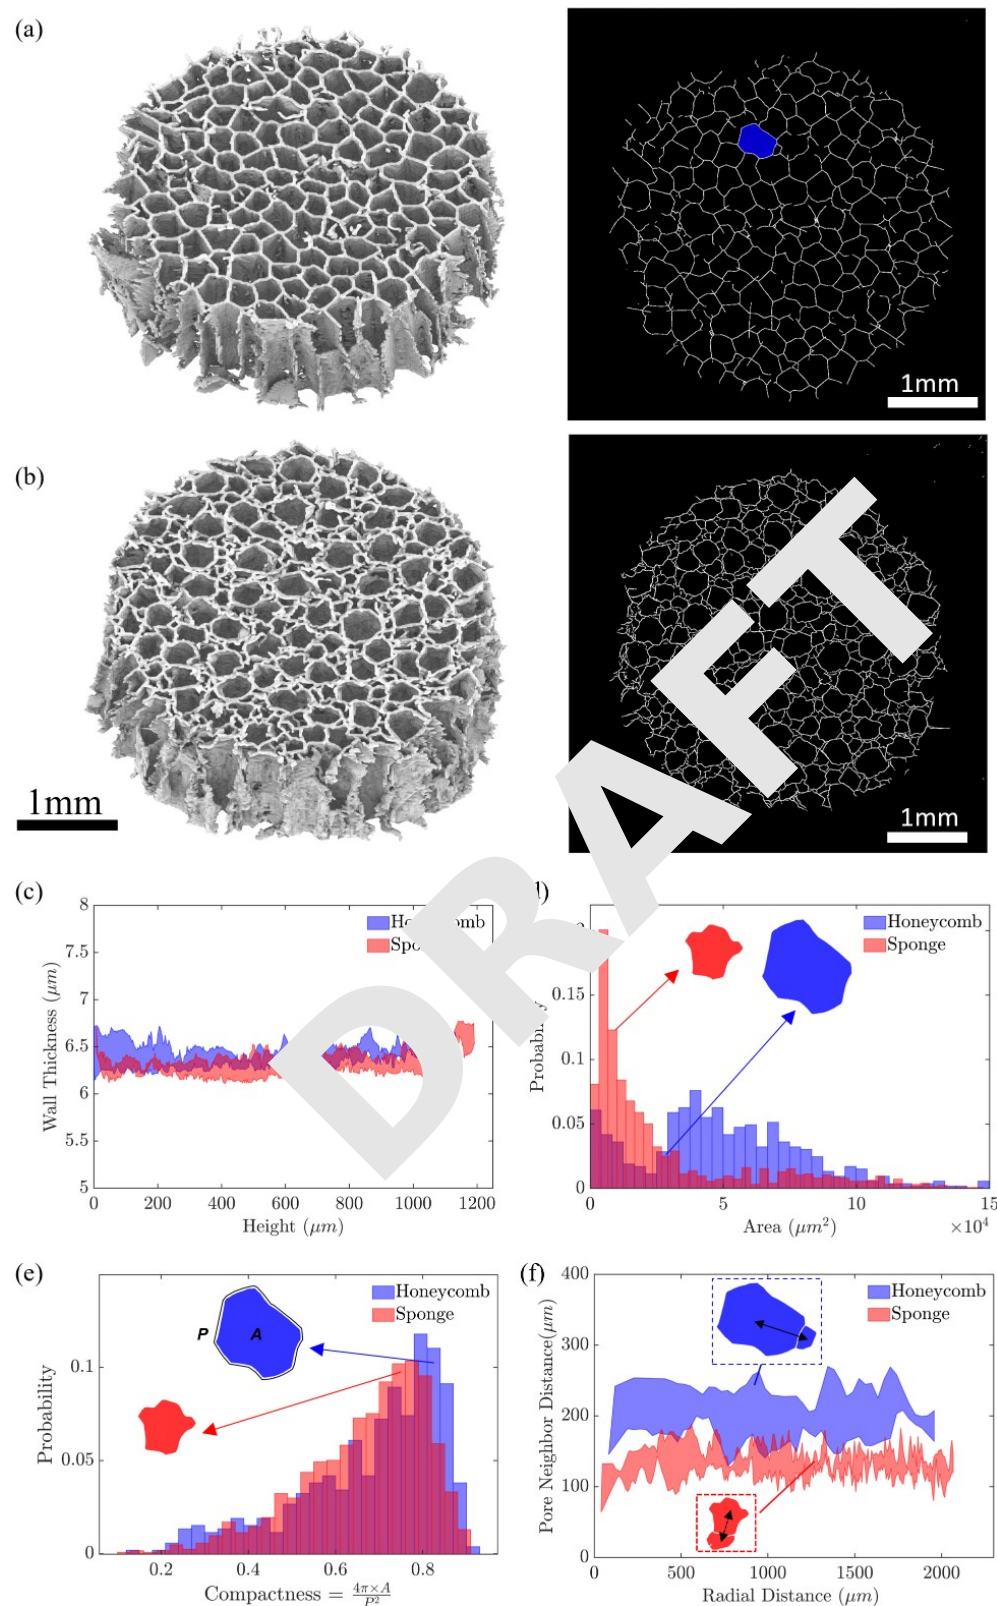 (a)
1mm
(b)
1mm
1mm
DRAFT
(c)
Wall Thickness (μm)
8
7.5
7
6.5
6
5.5
5
0 200 400 600 800 1000 1200
Height (μm)
Sponge
Probability
0.15
0.1
0.05
0
0 5 10 15
Area (μm²)
×10⁴
Honeycomb
Sponge
(e)
Probability
0.1
0.05
0
0.2 0.4 0.6 0.8
Compactness = 4π×A/P²
P
A
Honeycomb
Sponge
(f)
Pore Neighbor Distance(μm)
400
300
200
100
0
0 500 1000 1500 2000
Radial Distance (μm)
Honeycomb
Sponge